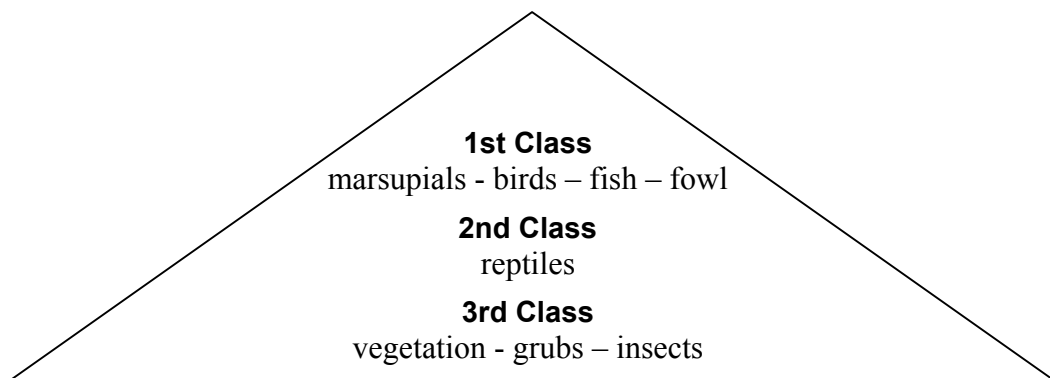 1st Class
marsupials - birds – fish – fowl
2nd Class
reptiles
3rd Class
vegetation - grubs – insects